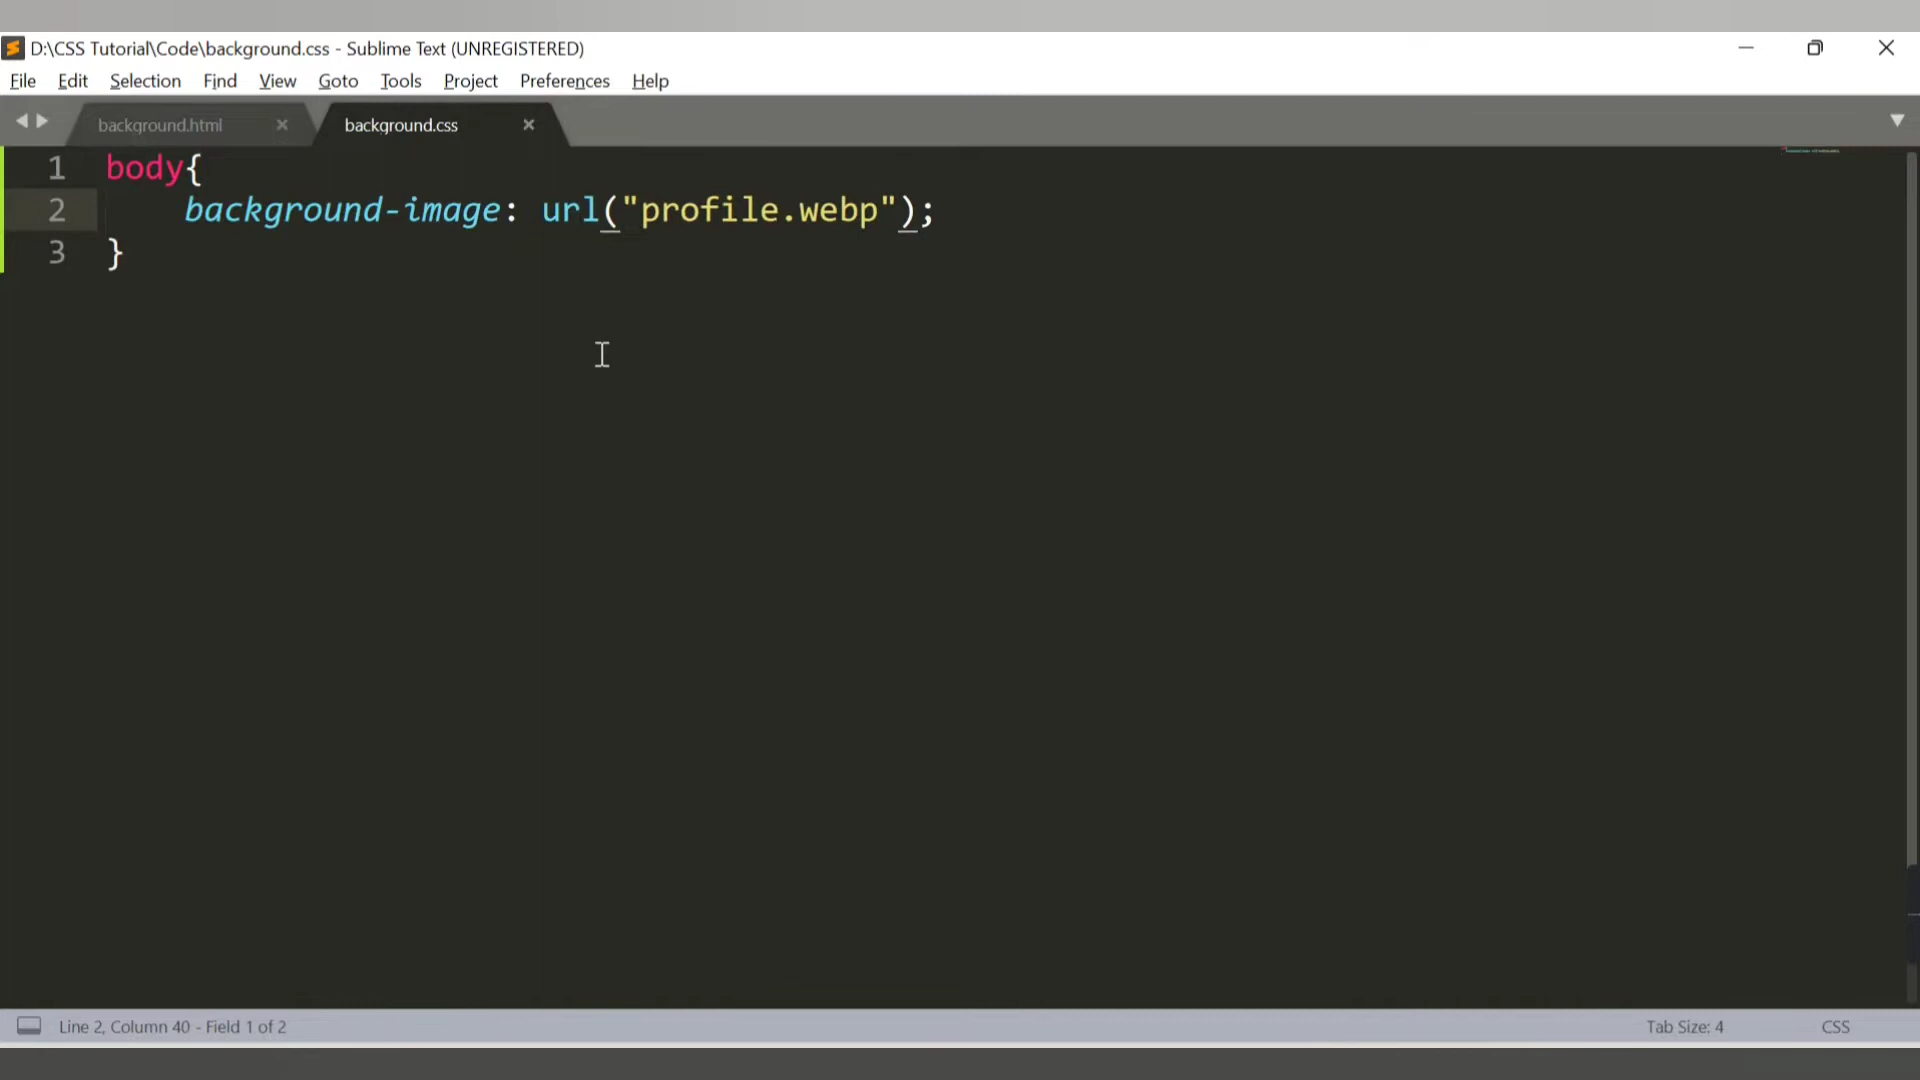 D:\CSS Tutorial\Code\background.css - Sublime Text (UNREGISTERED)
File Edit Selection Find View Goto Tools Project Preferences Help
background.html background.css
1 body{
2     background-image: url("profile.webp");
3 }
Line 2, Column 40 - Field 1 of 2 Tab Size: 4 CSS